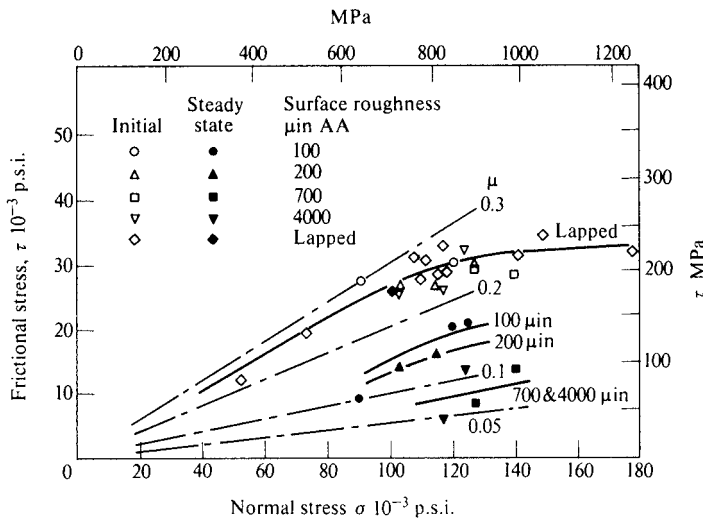 MPa
0 200 400 600 800 1000 1200
Steady Surface roughness
Initial state μin AA
100
200
700
4000
Lapped
50
40
30
20
10
0
Frictional stress, τ 10⁻³ p.s.i.
400
300
200
100
τ MPa
μ
0.3
Lapped
0.2
100 μin
200 μin
0.1
700 & 4000 μin
0.05
0 20 40 60 80 100 120 140 160 180
Normal stress σ 10⁻³ p.s.i.